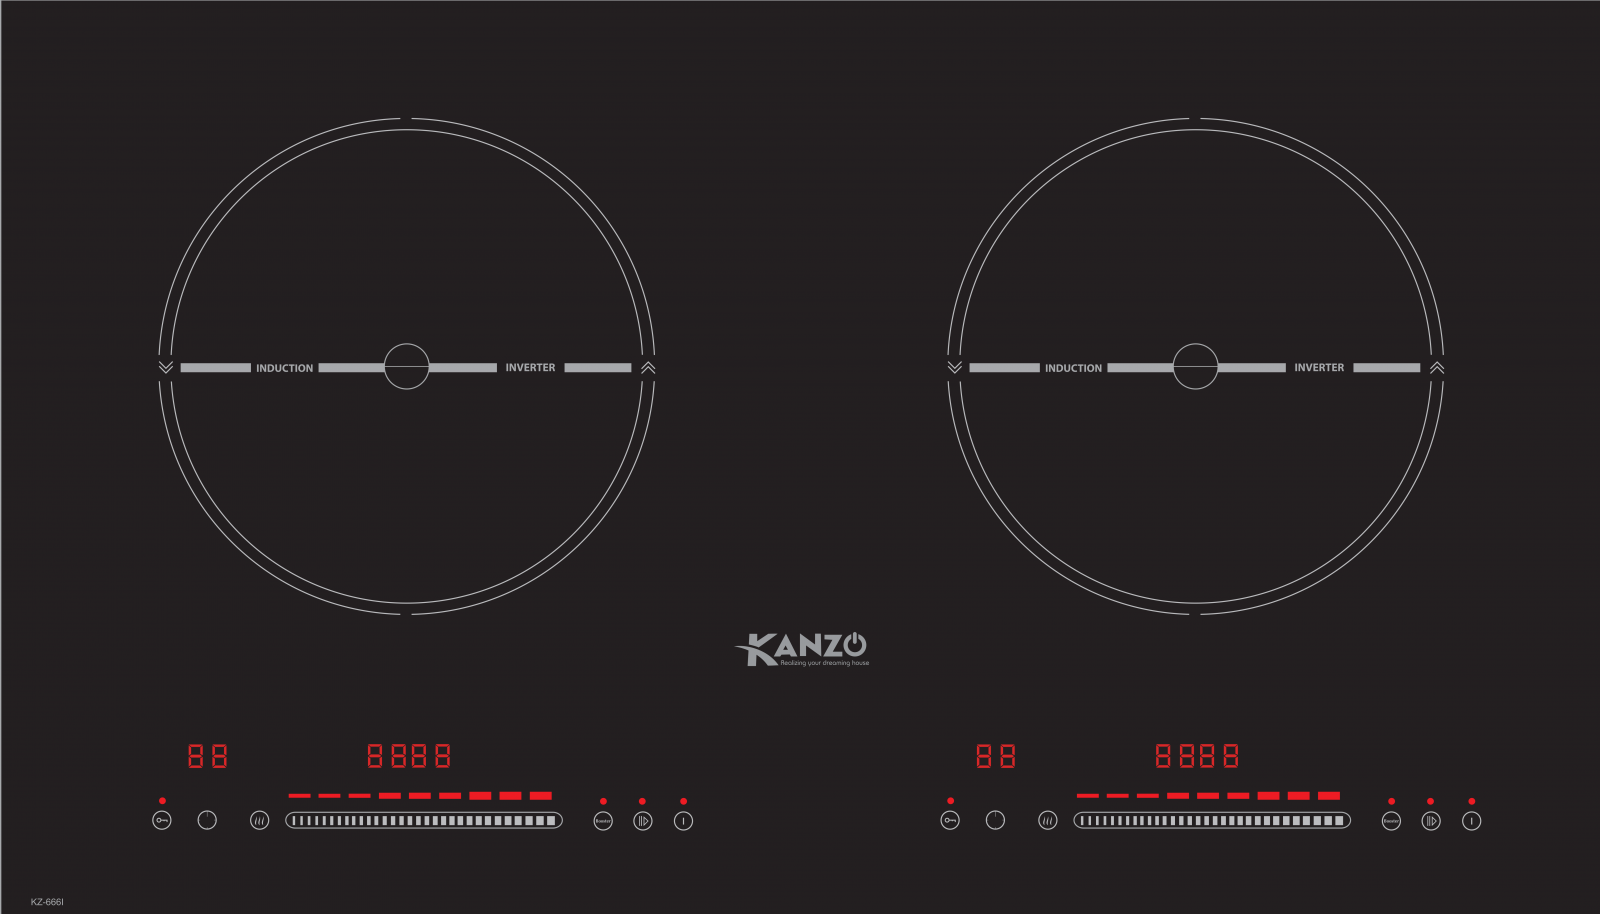 INDUCTION INVERTER INDUCTION INVERTER
KANZO
Realizing your dreaming house
88 8888 88 8888
Booster Booster
KZ-666I